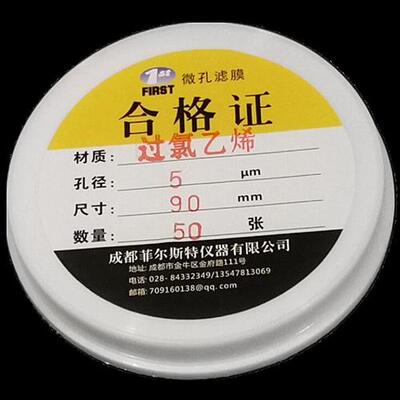 1st
FIRST 微孔滤膜
合格证
材质: 过氯乙烯
孔径: 5 μm
尺寸: 90 mm
数量: 50 张
成都菲尔斯特仪器有限公司
地址: 成都市金牛区金府路111号
电话: 028- 84332349/13547813069
邮箱: 709160138@qq.com